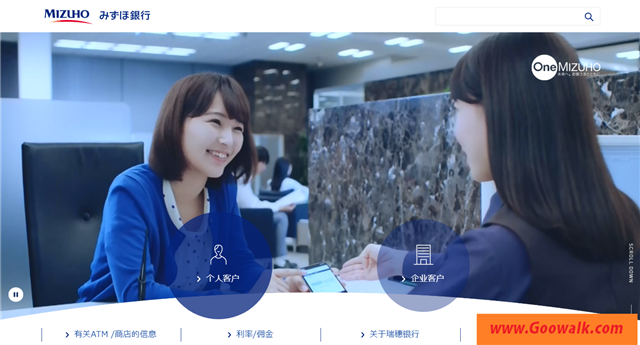 MIZUHO みずほ銀行
One MIZUHO
个人客户
企业客户
SCROLL DOWN
有关ATM /商店的信息
利率/佣金
关于瑞穗银行
www.Goowalk.com